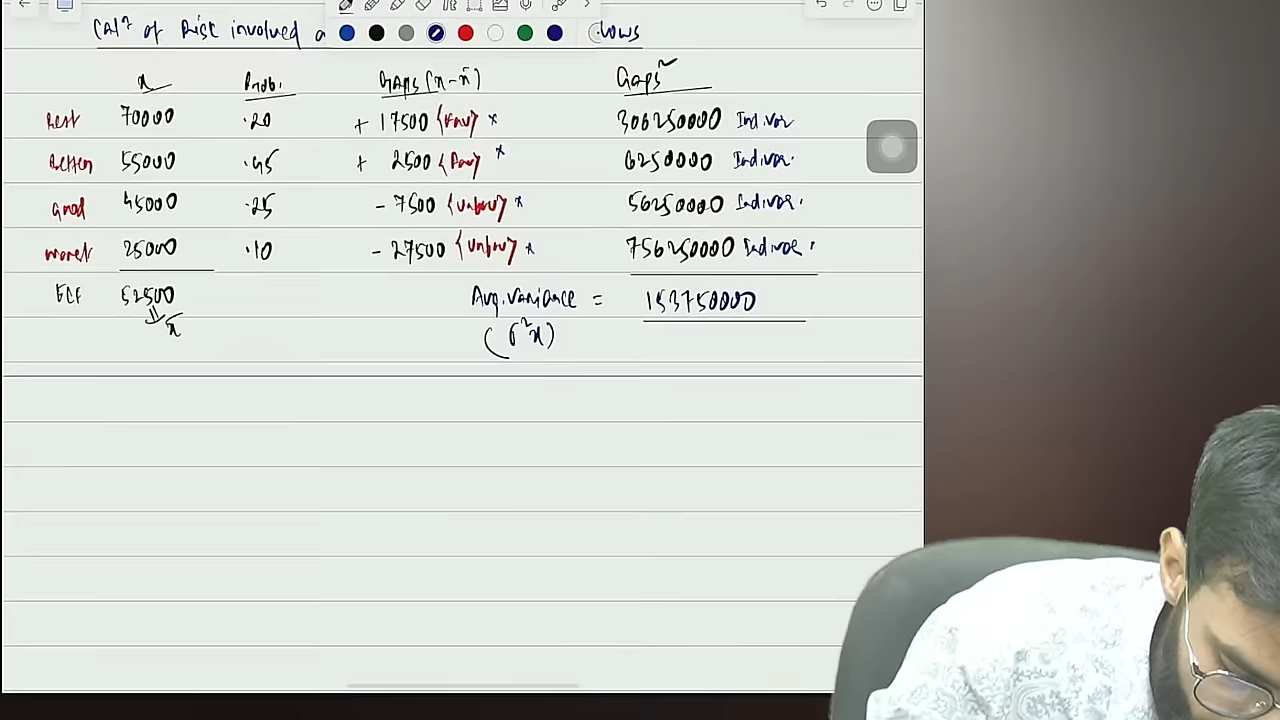 Calⁿ of Risk involved a lows
x Prob. Gaps (x-x̄) Gaps²
Best 70000 .20 + 17500 {Fav} x 306250000 Ind.var
Better 55000 .45 + 2500 {Fav} x 6250000 Ind.var.
Good 45000 .25 - 7500 {Unfav} x 56250000 Ind.var.
Worst 25000 .10 - 27500 {Unfav} x 756250000 Ind.var.
ECF 52500 Avg. Variance = 153750000
x̄ (σ²x)